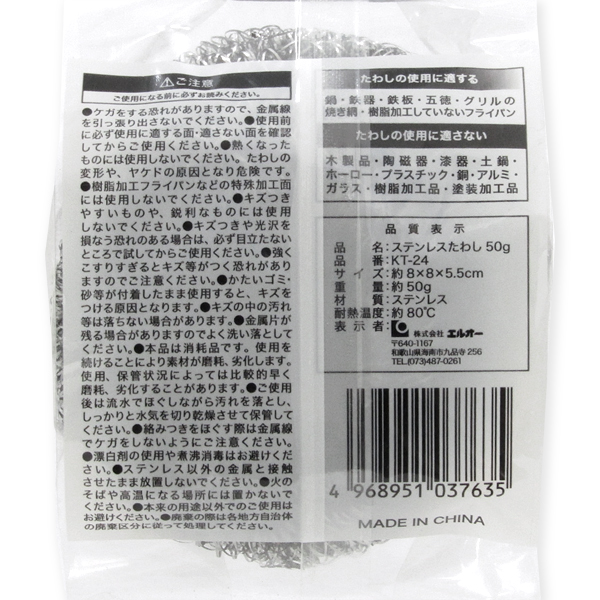 ⚠ご注意
ご使用になる前に必ずお読みください。
●ケガをする恐れがありますので、金属線
を引っ張り出さないでください。●使用前
に必ず使用に適する面・適さない面を確認
してからご使用ください。●熱くなった
ものには使用しないでください。たわしの
変形や、ヤケドの原因となり危険です。
●樹脂加工フライパンなどの特殊加工面
には使用しないでください。●キズつき
やすいものや、鋭利なものには使用
しないでください。●キズつきや光沢を
損なう恐れのある場合は、必ず目立たない
ところで試してからご使用ください。●強く
こすりすぎるとキズ等がつく恐れがあり
ますのでご注意ください。●かたいゴミ・
砂等が付着したまま使用すると、キズを
つける原因となります。●キズの中の汚れ
等は落ちない場合があります。●金属片が
残る場合がありますのでよく洗い落として
ください。●本品は消耗品です。使用を
続けることにより素材が磨耗、劣化します。
使用、保管状況によっては比較的早く
磨耗、劣化することがあります。●ご使用
後は流水でほぐしながら汚れを落とし、
しっかりと水気を切り乾燥させて保管して
ください。●絡みつきをほぐす際は金属線
でケガをしないようにご注意ください。
●漂白剤の使用や煮沸消毒はお避けくだ
さい。●ステンレス以外の金属と接触
させたまま放置しないでください。●火の
そばや高温になる場所には置かないで
ください。●本来の用途以外でのご使用は
お避けください。●廃棄の際は各地方自治体
の廃棄区分に従って処理してください。
たわしの使用に適する
鍋・鉄器・鉄板・五徳・グリルの
焼き網・樹脂加工していないフライパン
たわしの使用に適さない
木製品・陶磁器・漆器・土鍋・
ホーロー・プラスチック・銅・アルミ・
ガラス・樹脂加工品・塗装加工品
品質表示
品名:ステンレスたわし 50g
品番:KT-24
サイズ:約8×8×5.5cm
重量:約50g
材質:ステンレス
耐熱温度:約80℃
表示者: 株式会社 エルオー
〒640-1167
和歌山県海南市九品寺256
TEL(073)487-0261
4 968951 037635
MADE IN CHINA